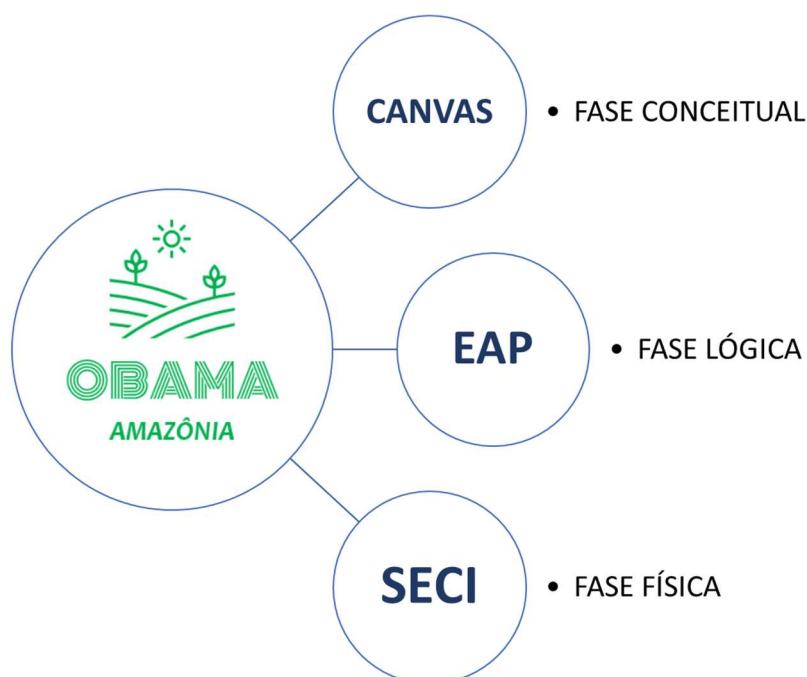 CANVAS
• FASE CONCEITUAL
OBAMA
AMAZÔNIA
EAP
• FASE LÓGICA
SECI
• FASE FÍSICA